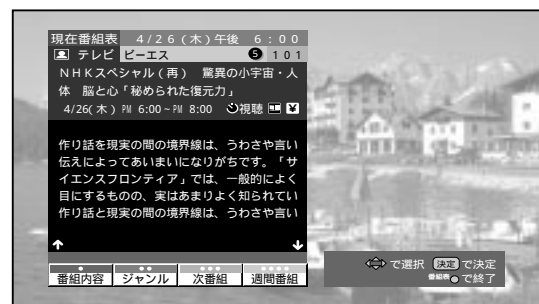 現在番組表 4/26(木)午後 6:00
テレビ ビーエス 5 101
NHKスペシャル(再) 驚異の小宇宙・人
体 脳と心「秘められた復元力」
4/26(木) PM 6:00~PM 8:00 視聴 ¥
作り話を現実の間の境界線は、うわさや言い
伝えによってあいまいになりがちです。「サ
イエンスフロンティア」では、一般的によく
目にするものの、実はあまりよく知られてい
作り話と現実の間の境界線は、うわさや言い
番組内容 ジャンル 次番組 週間番組
で選択 決定 で決定
番組表 で終了